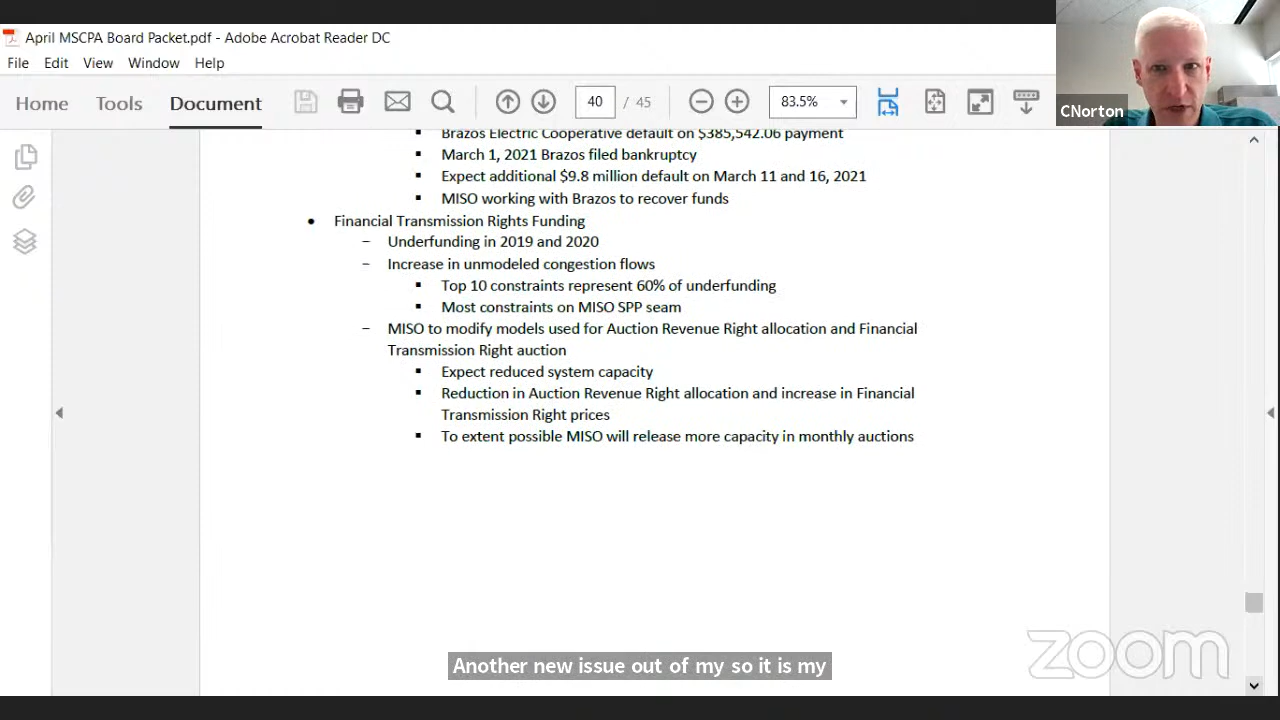 April MSCPA Board Packet.pdf - Adobe Acrobat Reader DC
File Edit View Window Help
Home Tools Document 40 / 45 83.5%
CNorton
▪ Brazos Electric Cooperative default on $385,542.06 payment
▪ March 1, 2021 Brazos filed bankruptcy
▪ Expect additional $9.8 million default on March 11 and 16, 2021
▪ MISO working with Brazos to recover funds
• Financial Transmission Rights Funding
– Underfunding in 2019 and 2020
– Increase in unmodeled congestion flows
▪ Top 10 constraints represent 60% of underfunding
▪ Most constraints on MISO SPP seam
– MISO to modify models used for Auction Revenue Right allocation and Financial
Transmission Right auction
▪ Expect reduced system capacity
▪ Reduction in Auction Revenue Right allocation and increase in Financial
Transmission Right prices
▪ To extent possible MISO will release more capacity in monthly auctions
zoom
Another new issue out of my so it is my